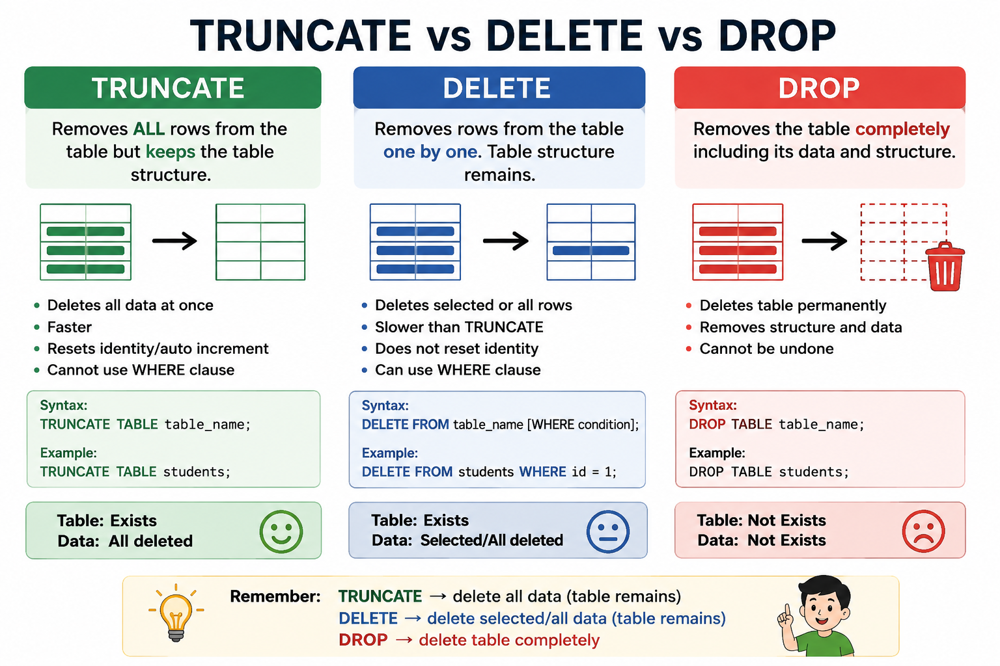 TRUNCATE vs DELETE vs DROP
TRUNCATE
Removes ALL rows from the
table but keeps the table
structure.
• Deletes all data at once
• Faster
• Resets identity/auto increment
• Cannot use WHERE clause
Syntax:
TRUNCATE TABLE table_name;
Example:
TRUNCATE TABLE students;
Table: Exists
Data: All deleted
DELETE
Removes rows from the table
one by one. Table structure
remains.
• Deletes selected or all rows
• Slower than TRUNCATE
• Does not reset identity
• Can use WHERE clause
Syntax:
DELETE FROM table_name [WHERE condition];
Example:
DELETE FROM students WHERE id = 1;
Table: Exists
Data: Selected/All deleted
DROP
Removes the table completely
including its data and structure.
• Deletes table permanently
• Removes structure and data
• Cannot be undone
Syntax:
DROP TABLE table_name;
Example:
DROP TABLE students;
Table: Not Exists
Data: Not Exists
Remember: TRUNCATE → delete all data (table remains)
DELETE → delete selected/all data (table remains)
DROP → delete table completely